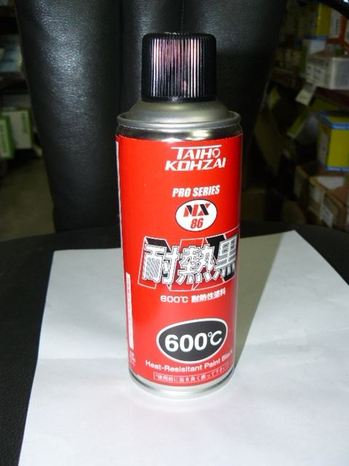 TAIHO
KOHZAI
PRO SERIES
NX
86
耐熱黒
600℃ 耐熱性塗料
600℃
Heat-Resisitant Paint Black